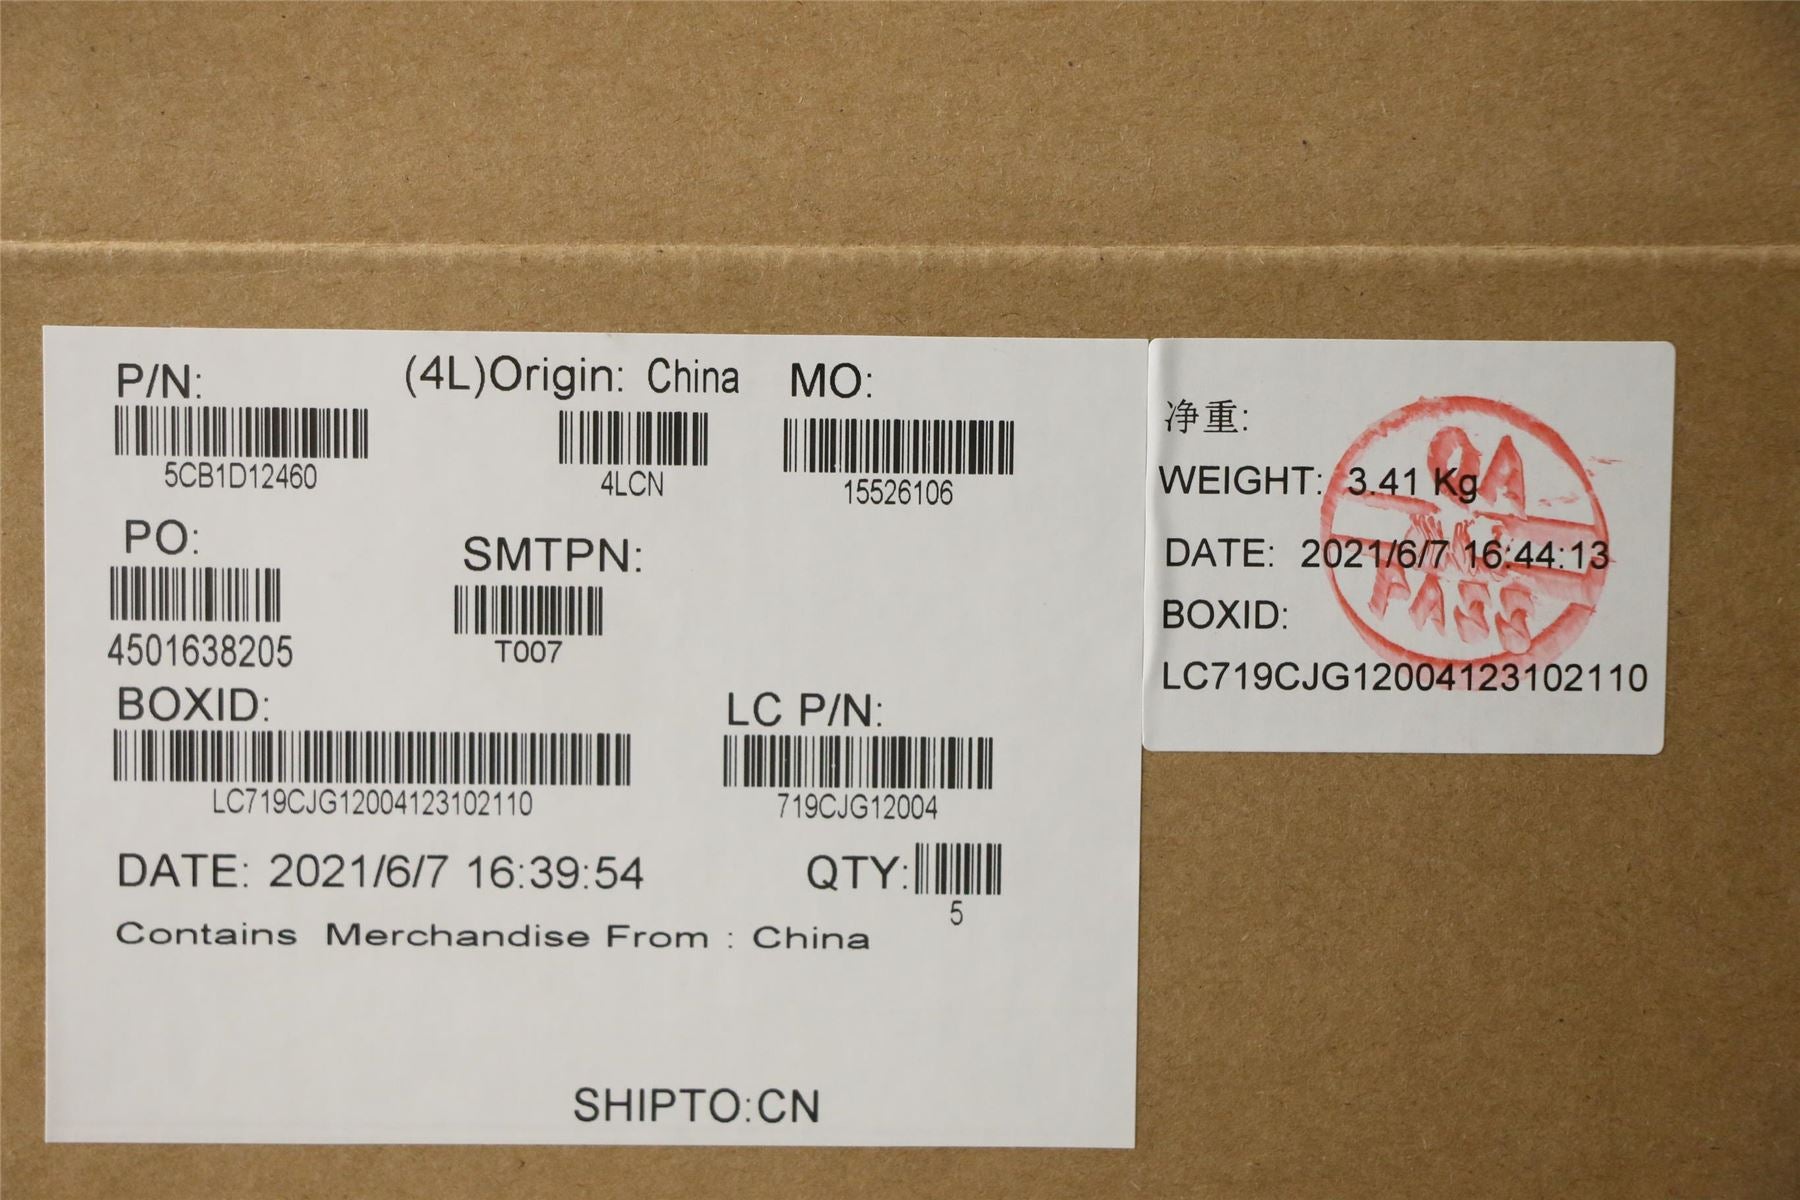 P/N:
5CB1D12460
(4L)Origin: China
4LCN
MO:
15526106
PO:
4501638205
SMTPN:
T007
BOXID:
LC719CJG12004123102110
LC P/N:
719CJG12004
DATE: 2021/6/7 16:39:54
QTY:
5
Contains Merchandise From : China
SHIPTO:CN
净重:
WEIGHT: 3.41 Kg
DATE: 2021/6/7 16:44:13
BOXID:
LC719CJG12004123102110
QA
PASS